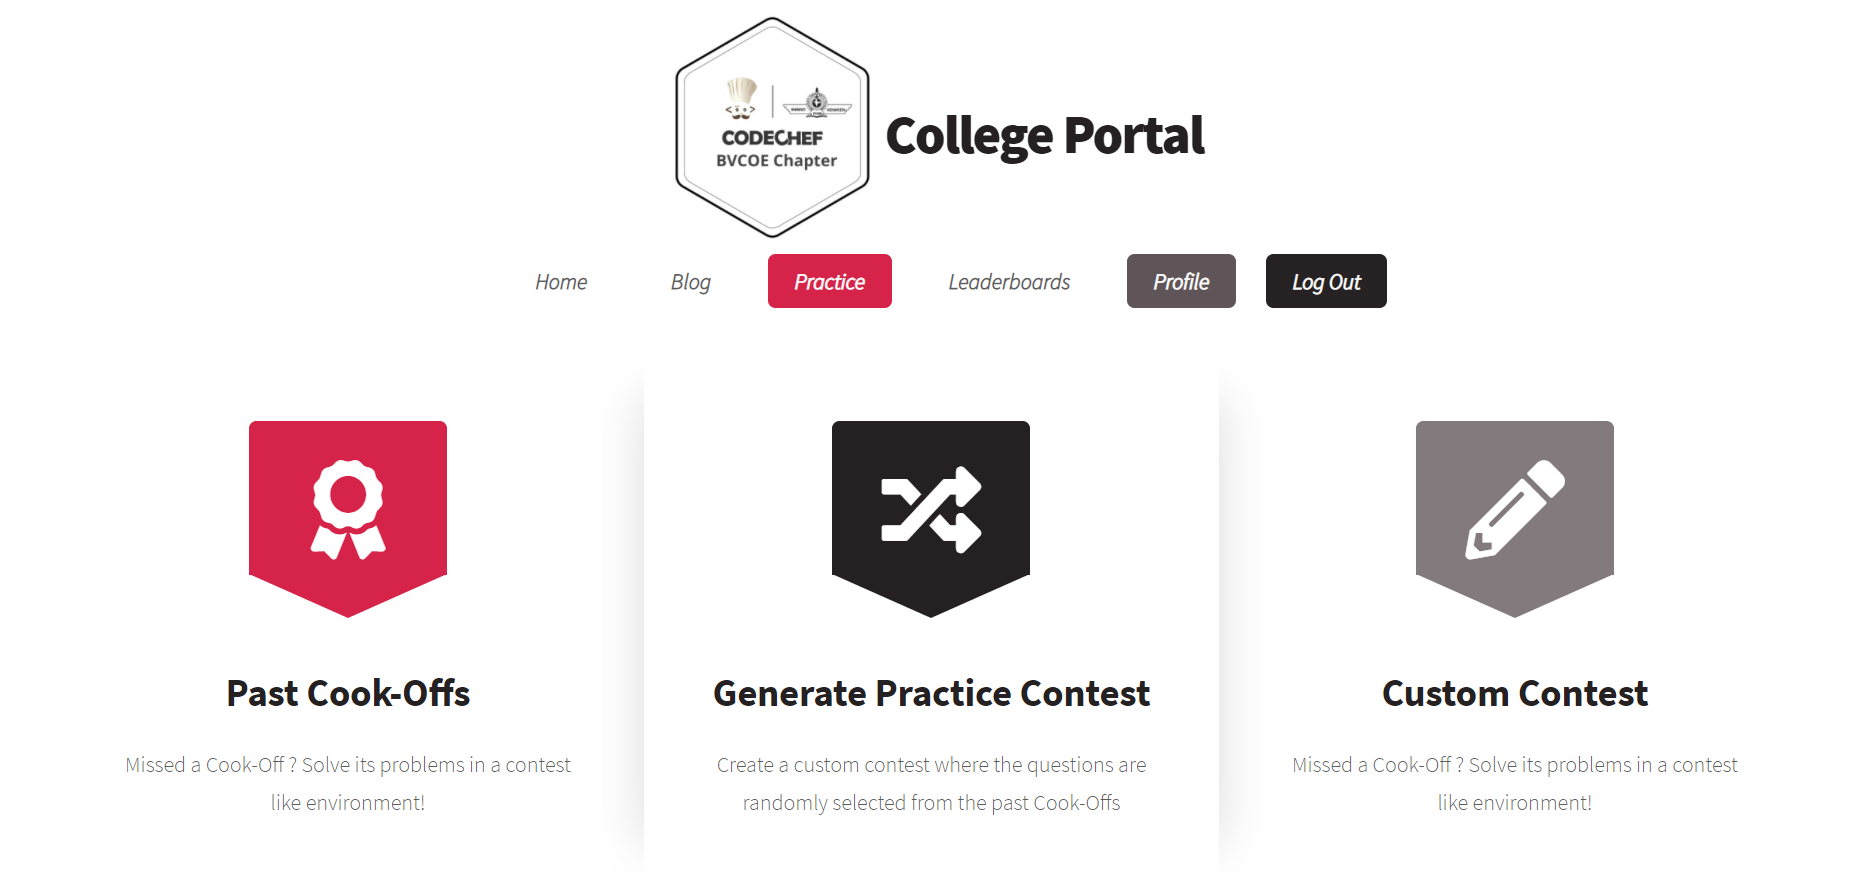 CODECHEF
BVCOE Chapter
College Portal
Home Blog Practice Leaderboards Profile Log Out
Past Cook-Offs
Missed a Cook-Off ? Solve its problems in a contest
like environment!
Generate Practice Contest
Create a custom contest where the questions are
randomly selected from the past Cook-Offs
Custom Contest
Missed a Cook-Off ? Solve its problems in a contest
like environment!